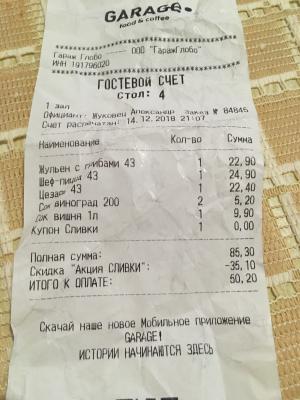 GARAGE.
food & coffee
Гараж Глобо ООО "ГаражГлобо"
ИНН 191796020
ГОСТЕВОЙ СЧЕТ
СТОЛ: 4
1 зал
Официант: Жуковец Александр Заказ № 84845
Счет распечатан: 14.12.2018 21:07
Наименование Кол-во Сумма
Жульен с грибами 43 1 22,90
Шеф-пицца 43 1 24,90
Цезарь 43 1 22,40
Сок виноград 200 2 5,20
Сок вишня 1л 1 9,90
Купон Сливки 1 0,00
Полная сумма: 85,30
Скидка "Акция СЛИВКИ": -35,10
ИТОГО К ОПЛАТЕ: 50,20
Скачай наше новое Мобильное приложение
GARAGE!
ИСТОРИИ НАЧИНАЮТСЯ ЗДЕСЬ